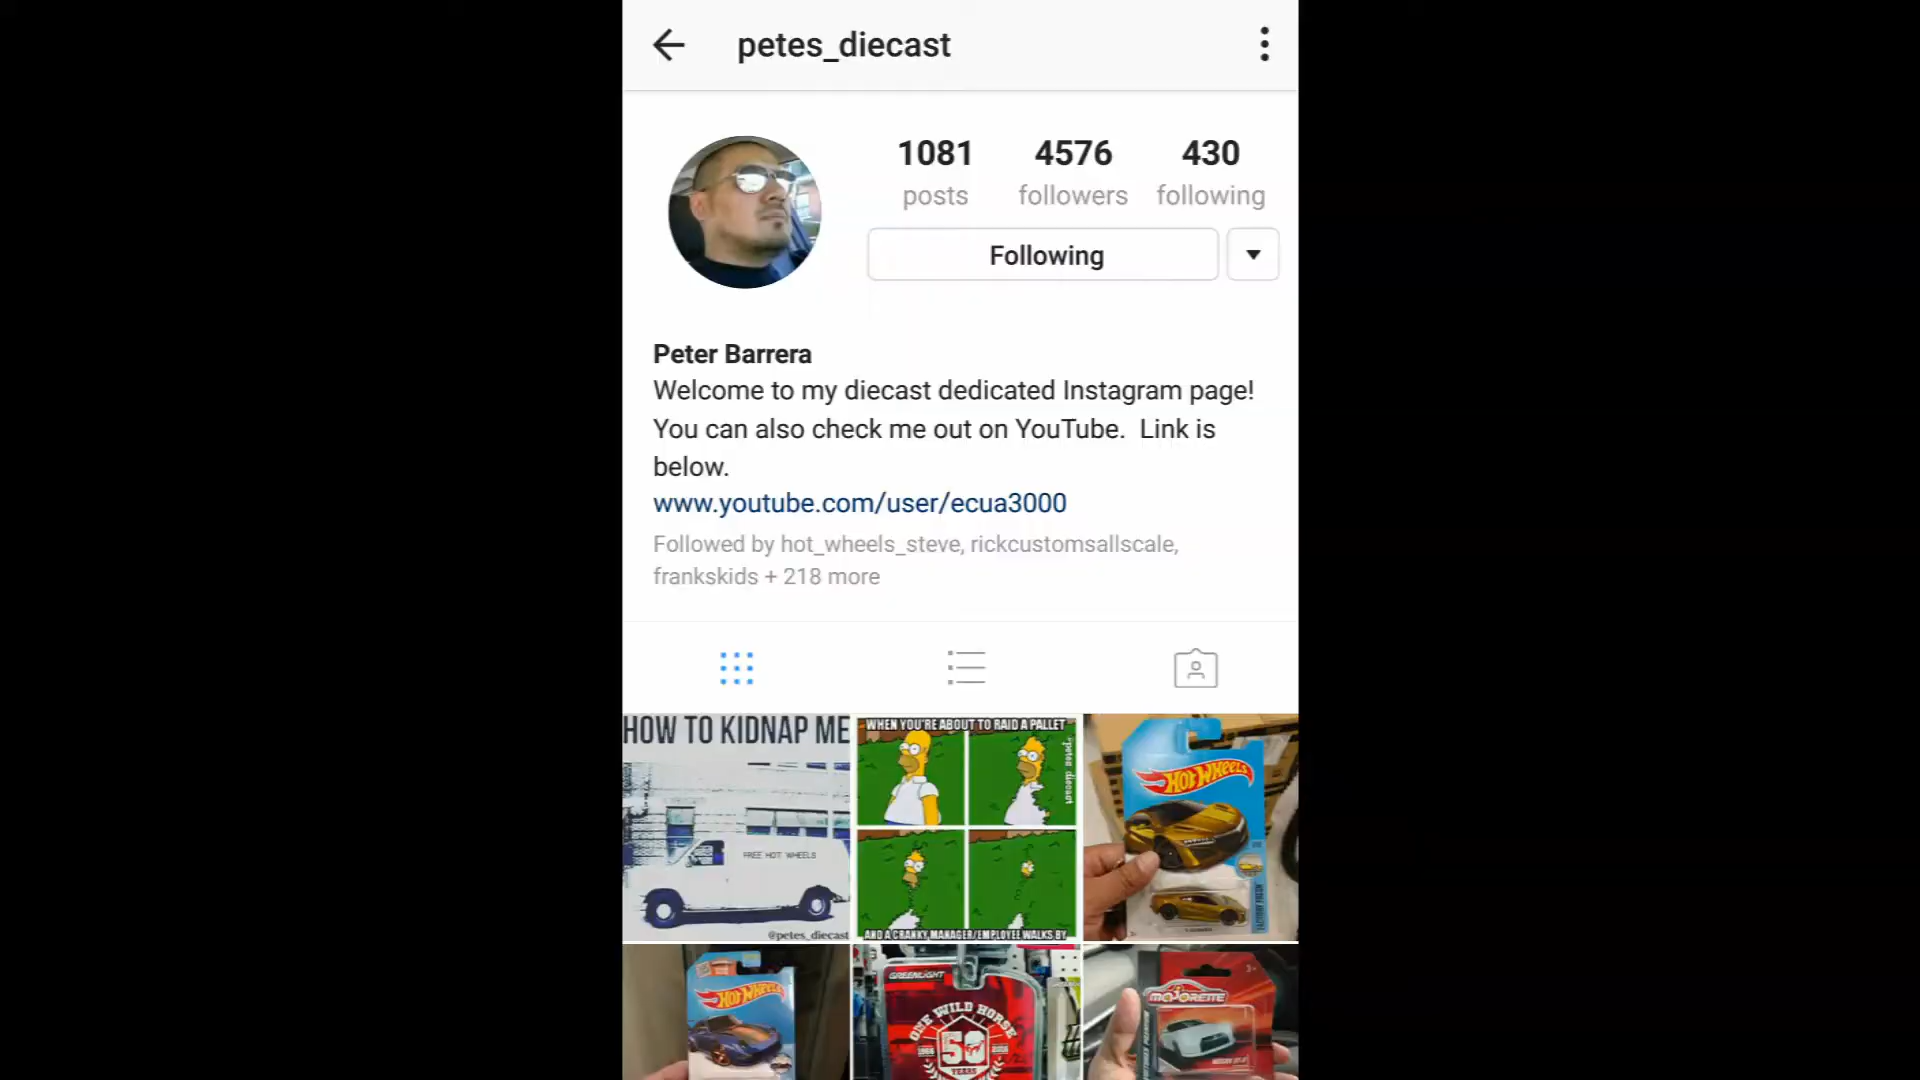 petes_diecast
1081 4576 430
posts followers following
Following
Peter Barrera
Welcome to my diecast dedicated Instagram page!
You can also check me out on YouTube. Link is
below.
www.youtube.com/user/ecua3000
Followed by hot_wheels_steve, rickcustomsallscale,
frankskids + 218 more
HOW TO KIDNAP ME
FREE HOT WHEELS
@petes_diecast
WHEN YOU'RE ABOUT TO RAID A PALLET
AND A CRANKY MANAGER/EMPLOYEE WALKS BY
HOT WHEELS
HOT WHEELS
GREENLIGHT
ONE WILD HORSE
50
YEARS
MAJORETTE